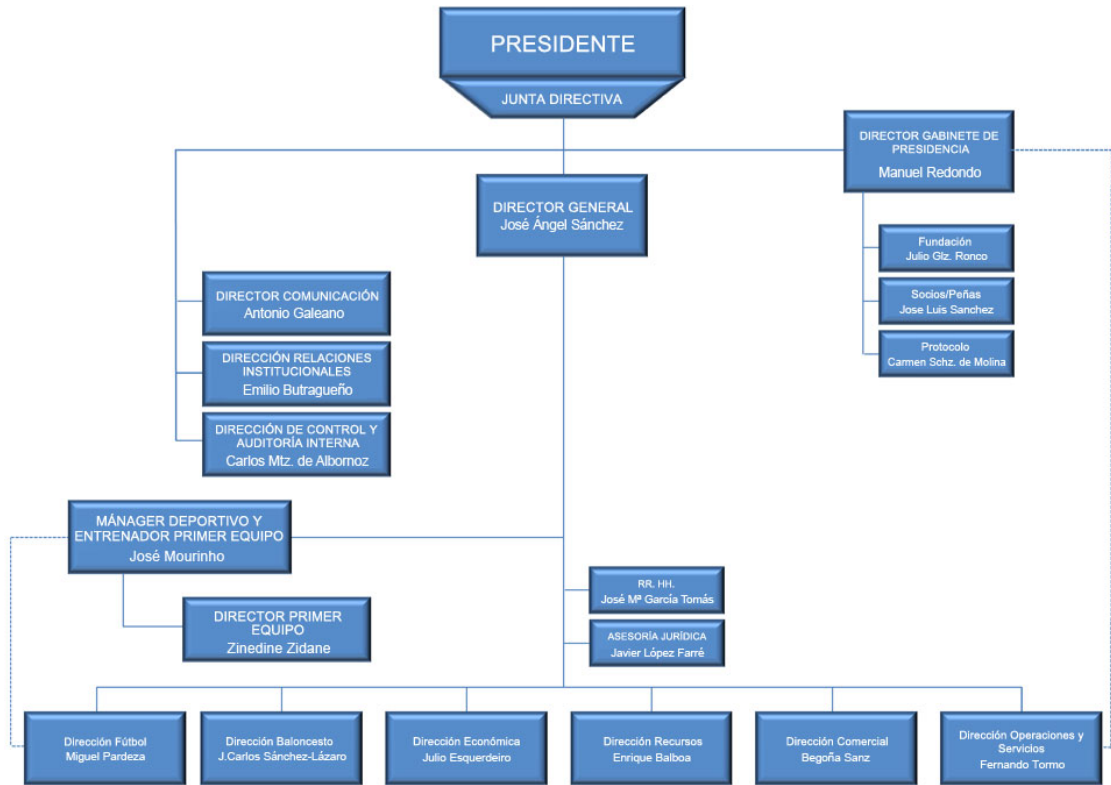 PRESIDENTE
JUNTA DIRECTIVA
DIRECTOR GABINETE DE
PRESIDENCIA
Manuel Redondo
DIRECTOR GENERAL
José Ángel Sánchez
Fundación
Julio Glz. Ronco
Socios/Peñas
Jose Luis Sanchez
Protocolo
Carmen Schz. de Molina
DIRECTOR COMUNICACIÓN
Antonio Galeano
DIRECCIÓN RELACIONES
INSTITUCIONALES
Emilio Butragueño
DIRECCIÓN DE CONTROL Y
AUDITORÍA INTERNA
Carlos Mtz. de Albornoz
MÁNAGER DEPORTIVO Y
ENTRENADOR PRIMER EQUIPO
José Mourinho
DIRECTOR PRIMER
EQUIPO
Zinedine Zidane
RR. HH.
José Mª García Tomás
ASESORÍA JURÍDICA
Javier López Farré
Dirección Fútbol
Miguel Pardeza
Dirección Baloncesto
J.Carlos Sánchez-Lázaro
Dirección Económica
Julio Esquerdeiro
Dirección Recursos
Enrique Balboa
Dirección Comercial
Begoña Sanz
Dirección Operaciones y
Servicios
Fernando Tormo